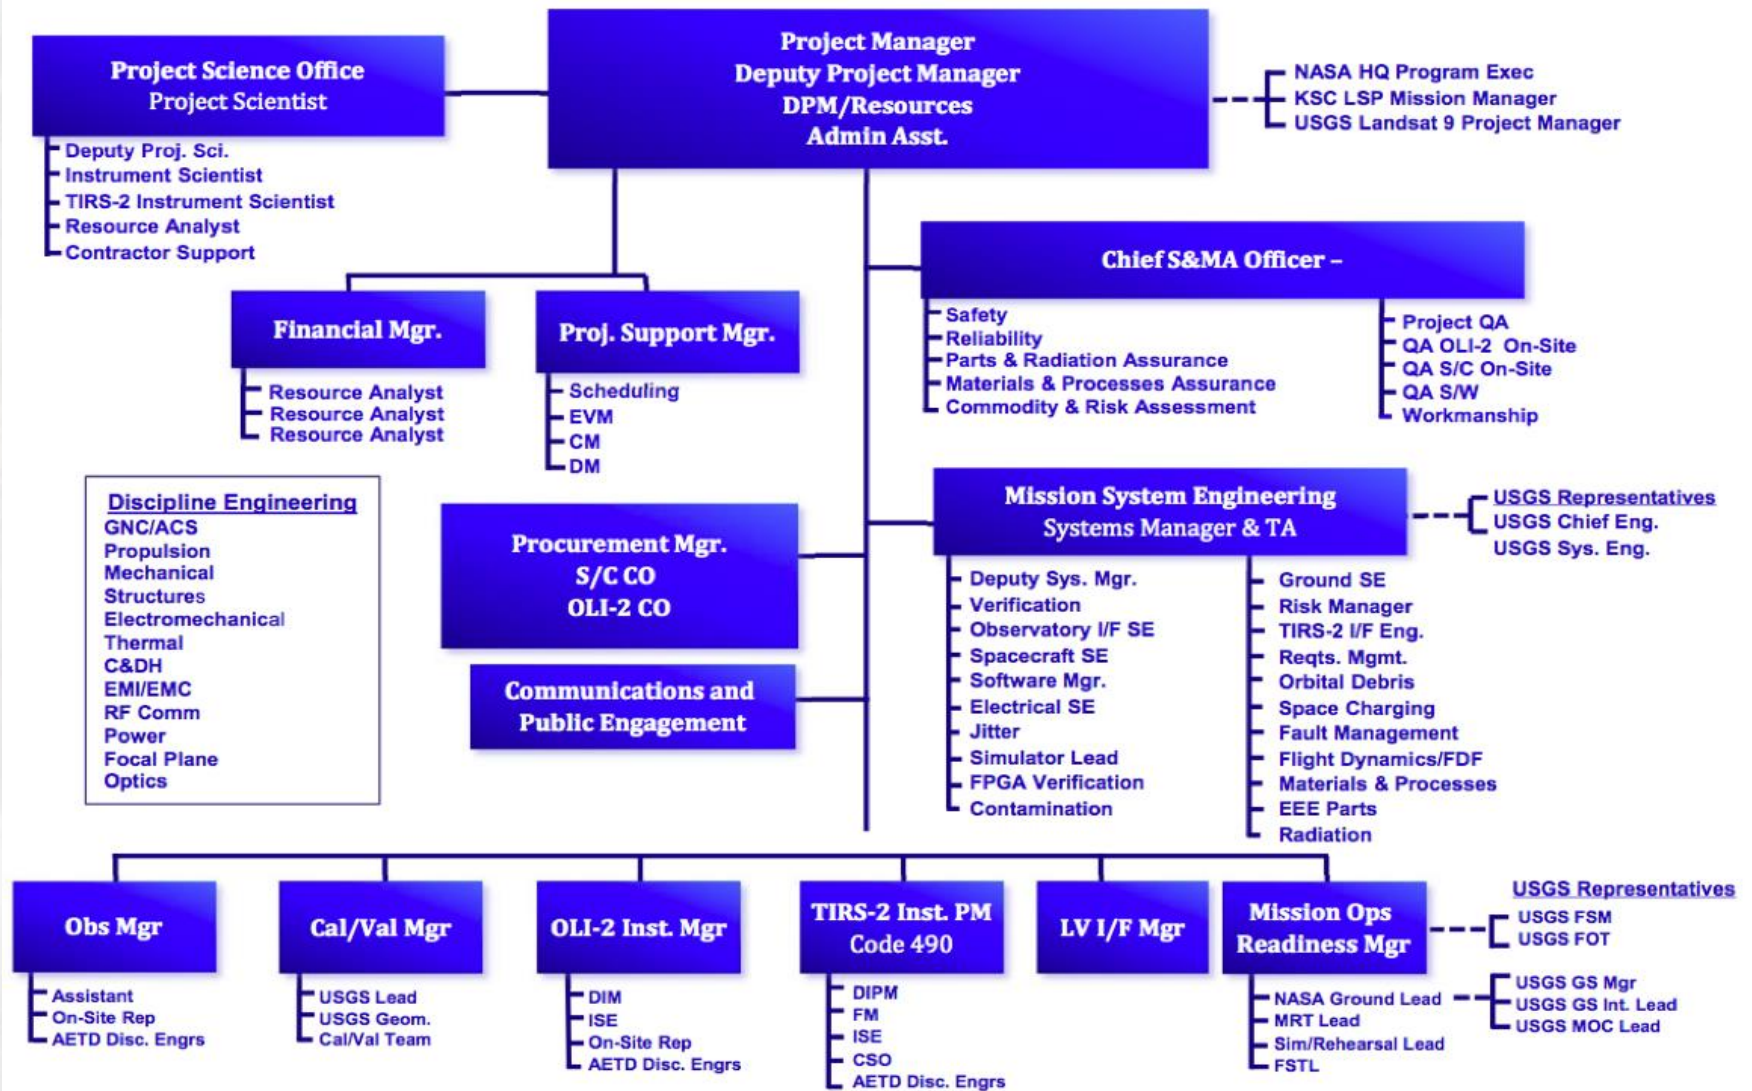 Project Science Office
Project Scientist
Deputy Proj. Sci.
Instrument Scientist
TIRS-2 Instrument Scientist
Resource Analyst
Contractor Support
Project Manager
Deputy Project Manager
DPM/Resources
Admin Asst.
NASA HQ Program Exec
KSC LSP Mission Manager
USGS Landsat 9 Project Manager
Financial Mgr.
Resource Analyst
Resource Analyst
Resource Analyst
Proj. Support Mgr.
Scheduling
EVM
CM
DM
Chief S&MA Officer –
Safety
Reliability
Parts & Radiation Assurance
Materials & Processes Assurance
Commodity & Risk Assessment
Project QA
QA OLI-2 On-Site
QA S/C On-Site
QA S/W
Workmanship
Discipline Engineering
GNC/ACS
Propulsion
Mechanical
Structures
Electromechanical
Thermal
C&DH
EMI/EMC
RF Comm
Power
Focal Plane
Optics
Procurement Mgr.
S/C CO
OLI-2 CO
Communications and
Public Engagement
Mission System Engineering
Systems Manager & TA
Deputy Sys. Mgr.
Verification
Observatory I/F SE
Spacecraft SE
Software Mgr.
Electrical SE
Jitter
Simulator Lead
FPGA Verification
Contamination
Ground SE
Risk Manager
TIRS-2 I/F Eng.
Reqts. Mgmt.
Orbital Debris
Space Charging
Fault Management
Flight Dynamics/FDF
Materials & Processes
EEE Parts
Radiation
USGS Representatives
USGS Chief Eng.
USGS Sys. Eng.
Obs Mgr
Assistant
On-Site Rep
AETD Disc. Engrs
Cal/Val Mgr
USGS Lead
USGS Geom.
Cal/Val Team
OLI-2 Inst. Mgr
DIM
ISE
On-Site Rep
AETD Disc. Engrs
TIRS-2 Inst. PM
Code 490
DIPM
FM
ISE
CSO
AETD Disc. Engrs
LV I/F Mgr
Mission Ops
Readiness Mgr
NASA Ground Lead
MRT Lead
Sim/Rehearsal Lead
FSTL
USGS Representatives
USGS FSM
USGS FOT
USGS GS Mgr
USGS GS Int. Lead
USGS MOC Lead